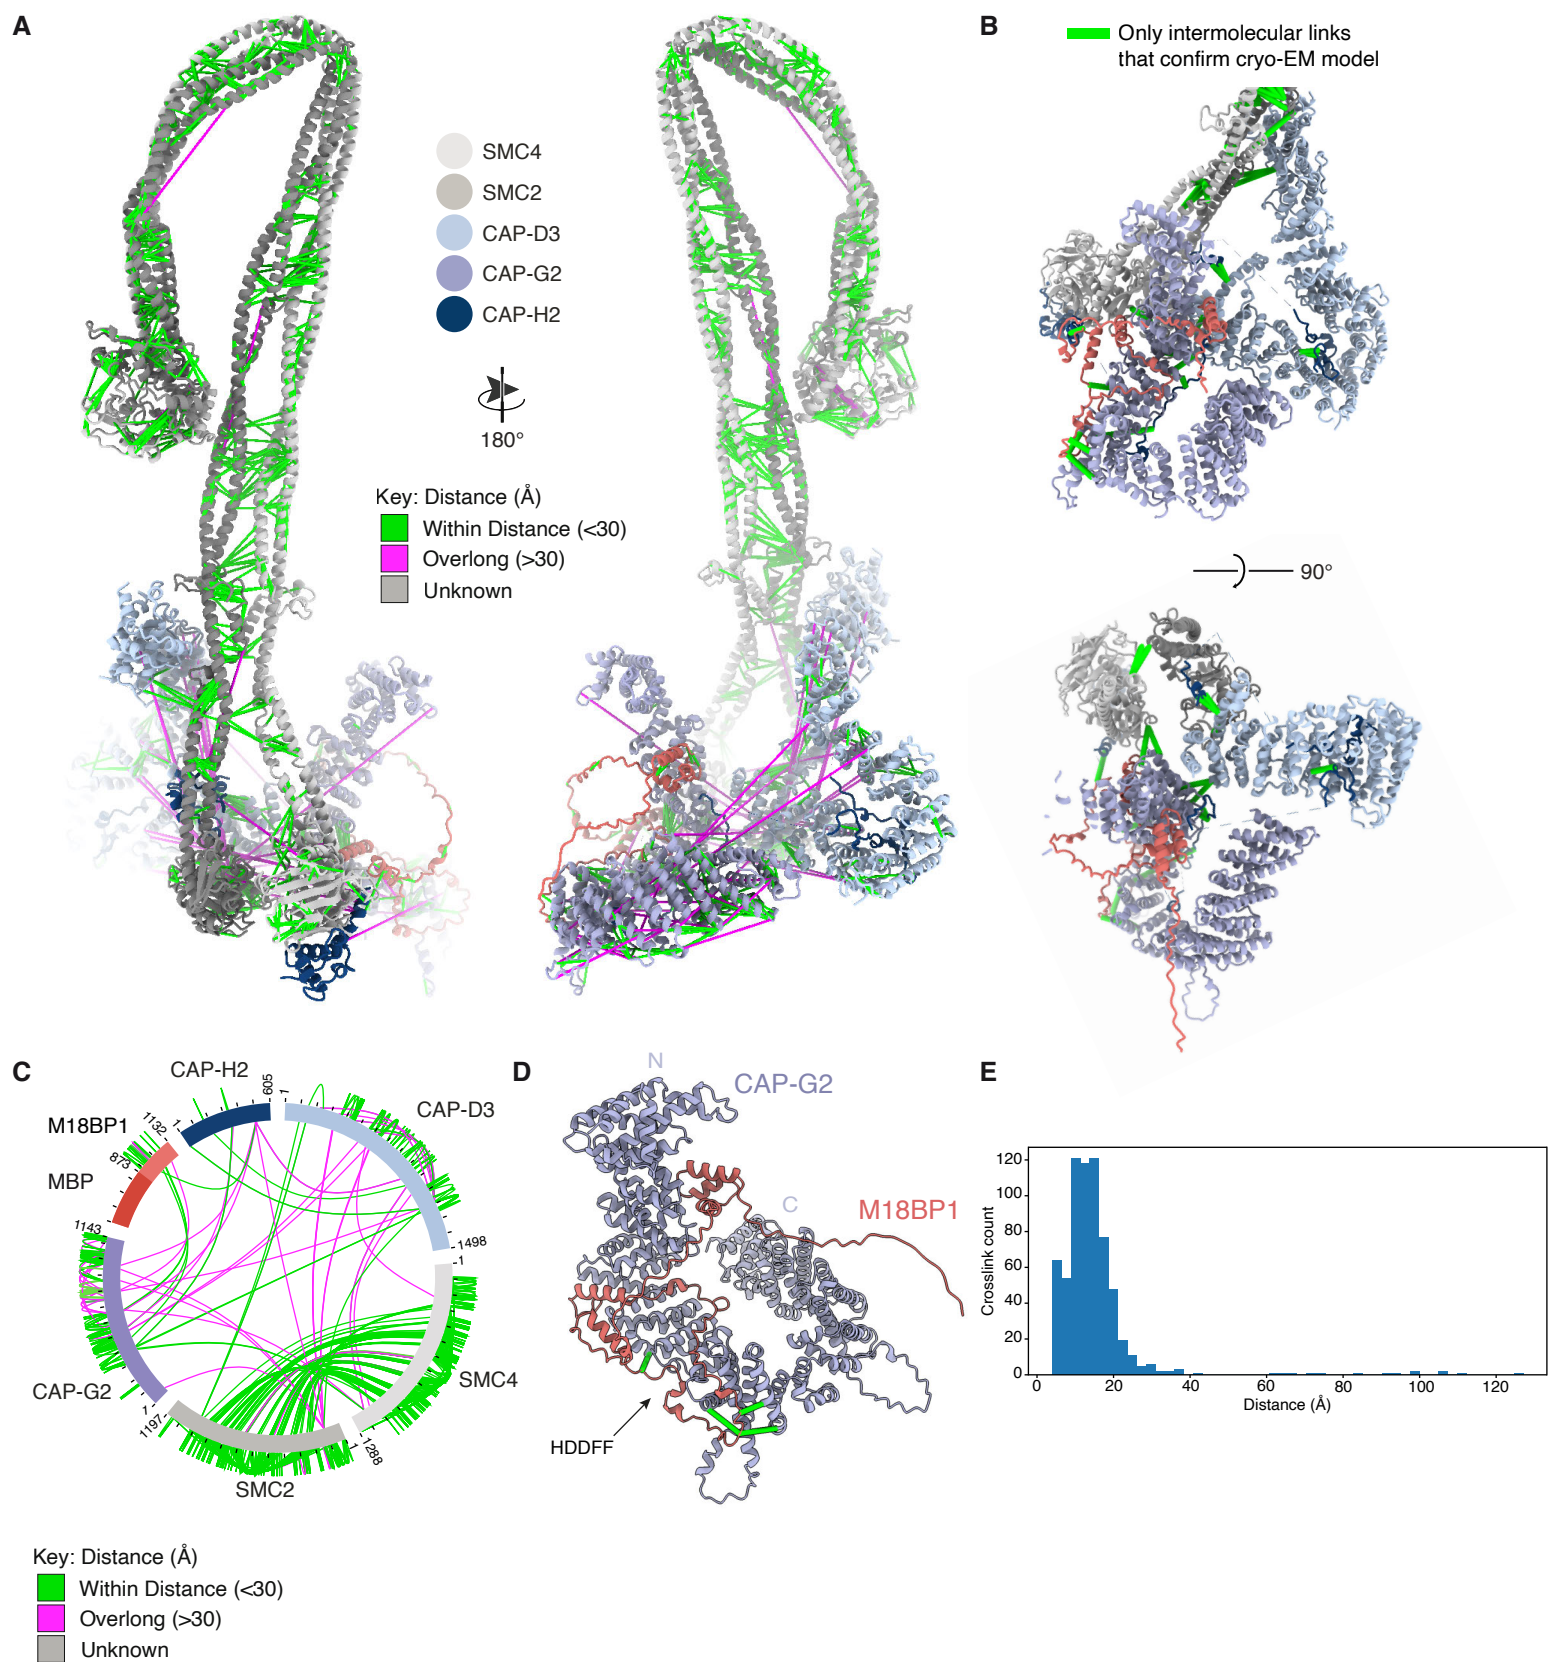 A
SMC4
SMC2
CAP-D3
CAP-G2
CAP-H2
180°
Key: Distance (Å)
Within Distance (<30)
Overlong (>30)
Unknown
B
Only intermolecular links
that confirm cryo-EM model
90°
C
CAP-H2
605
1
CAP-D3
1498
1
SMC4
1288
1
SMC2
1197
1
CAP-G2
1143
MBP
873
M18BP1
1132
1
Key: Distance (Å)
Within Distance (<30)
Overlong (>30)
Unknown
D
N
CAP-G2
C
M18BP1
HDDFF
E
Crosslink count
120
100
80
60
40
20
0
0
20
40
60
80
100
120
Distance (Å)